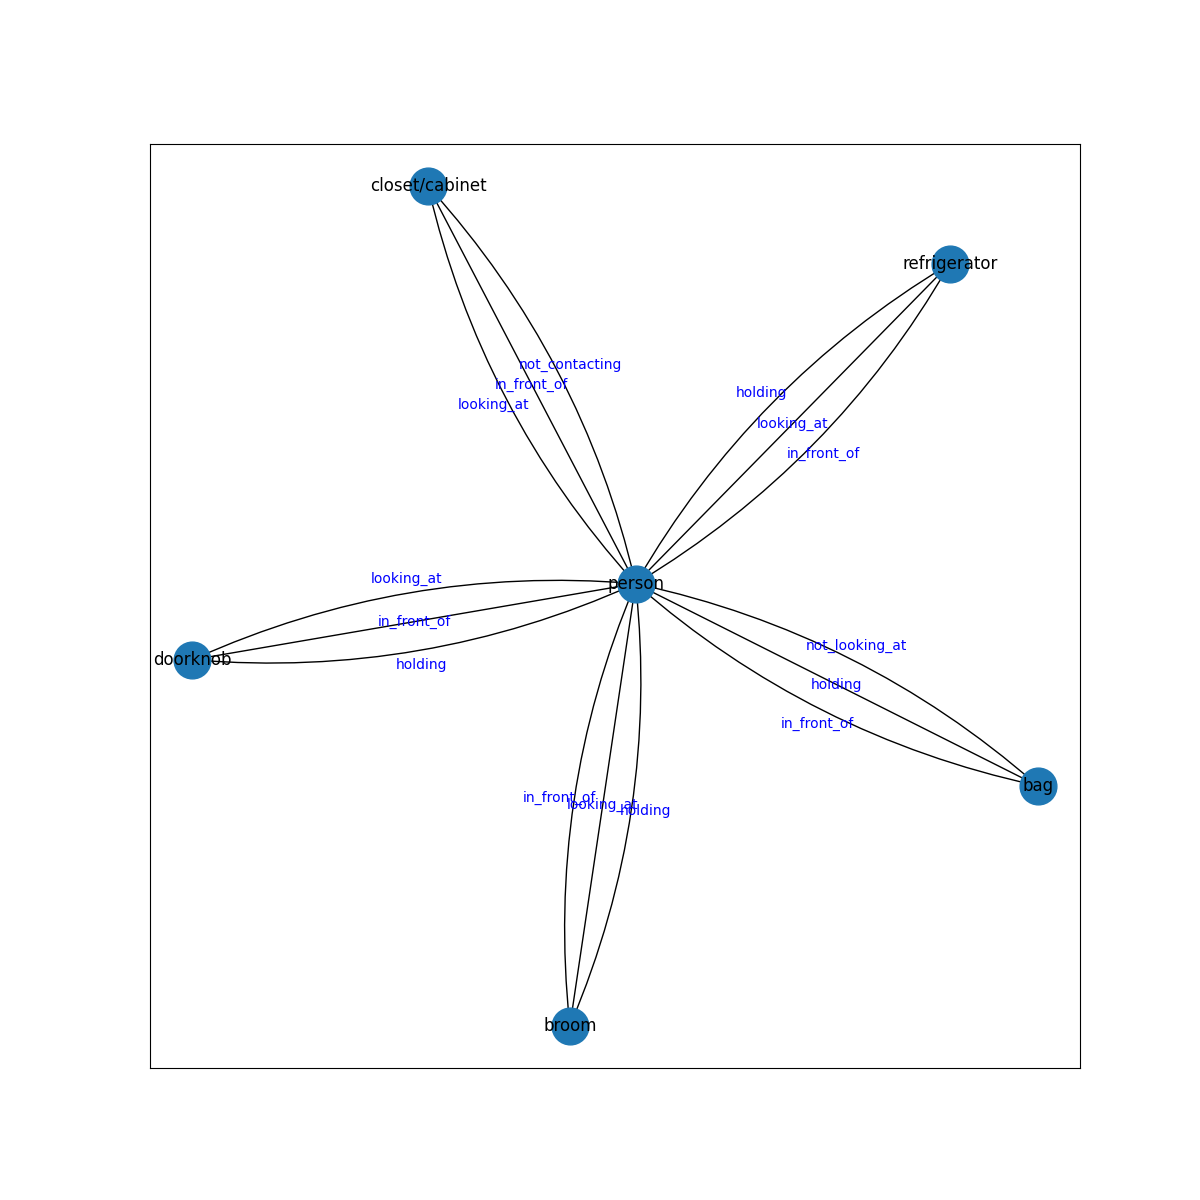 closet/cabinet
refrigerator
not_contacting
in_front_of
looking_at
holding
looking_at
in_front_of
person
looking_at
in_front_of
holding
doorknob
not_looking_at
holding
in_front_of
bag
in_front_of
looking_at
holding
broom